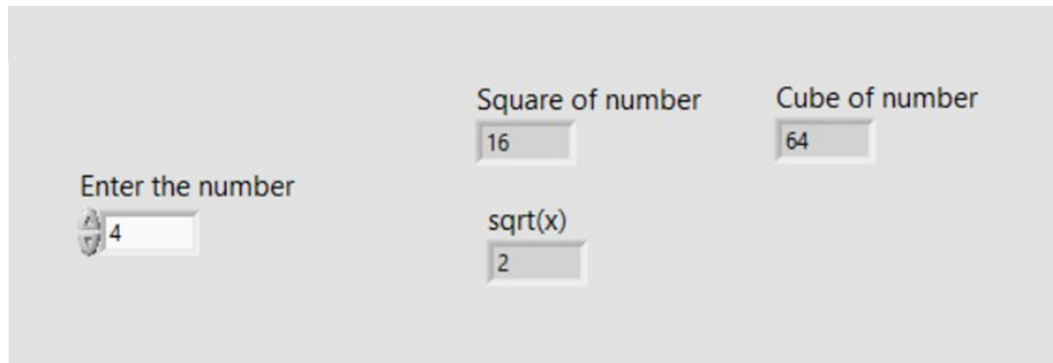 Square of number
16
Cube of number
64
Enter the number
4
sqrt(x)
2